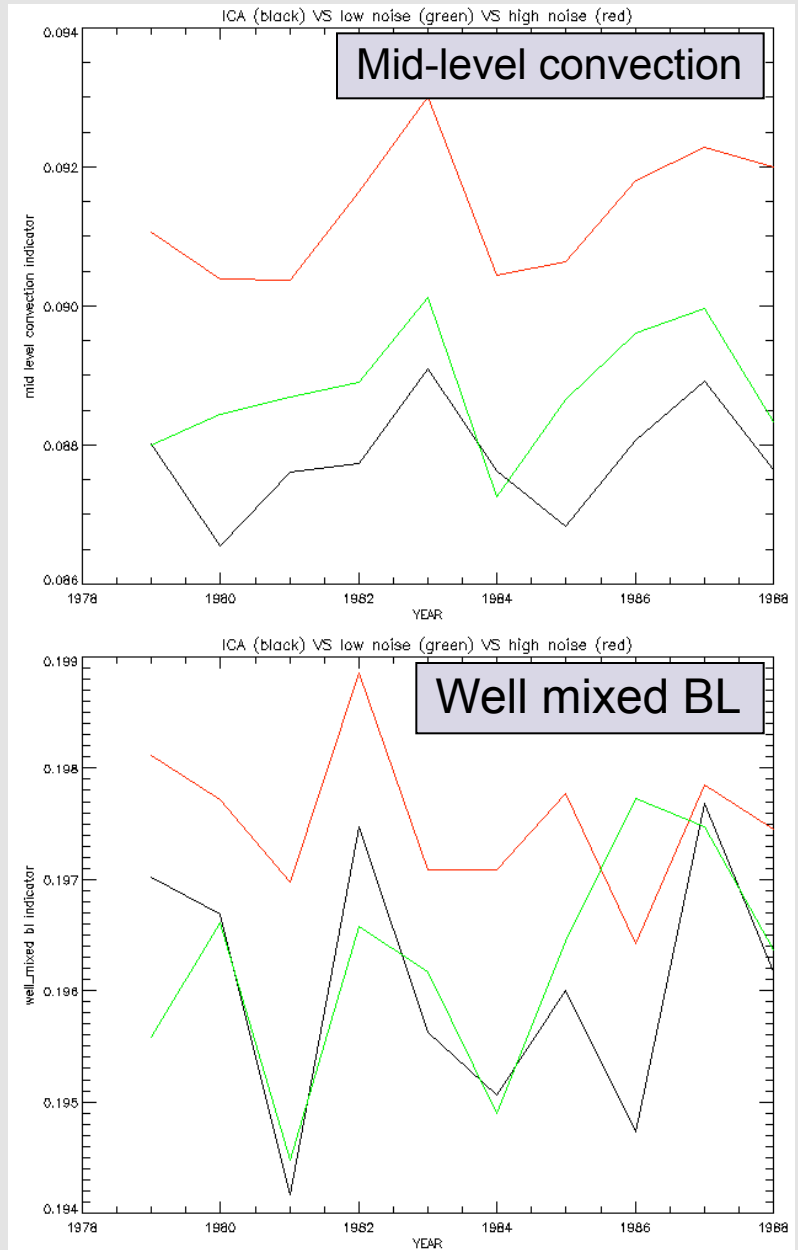 ICA (black) VS low noise (green) VS high noise (red)
Mid-level convection
0.094
0.092
0.090
0.088
0.086
mid level convection indicator
1978 1980 1982 1984 1986 1988
YEAR
ICA (black) VS low noise (green) VS high noise (red)
Well mixed BL
0.199
0.198
0.197
0.196
0.195
0.194
well_mixed bl indicator
1978 1980 1982 1984 1986 1988
YEAR